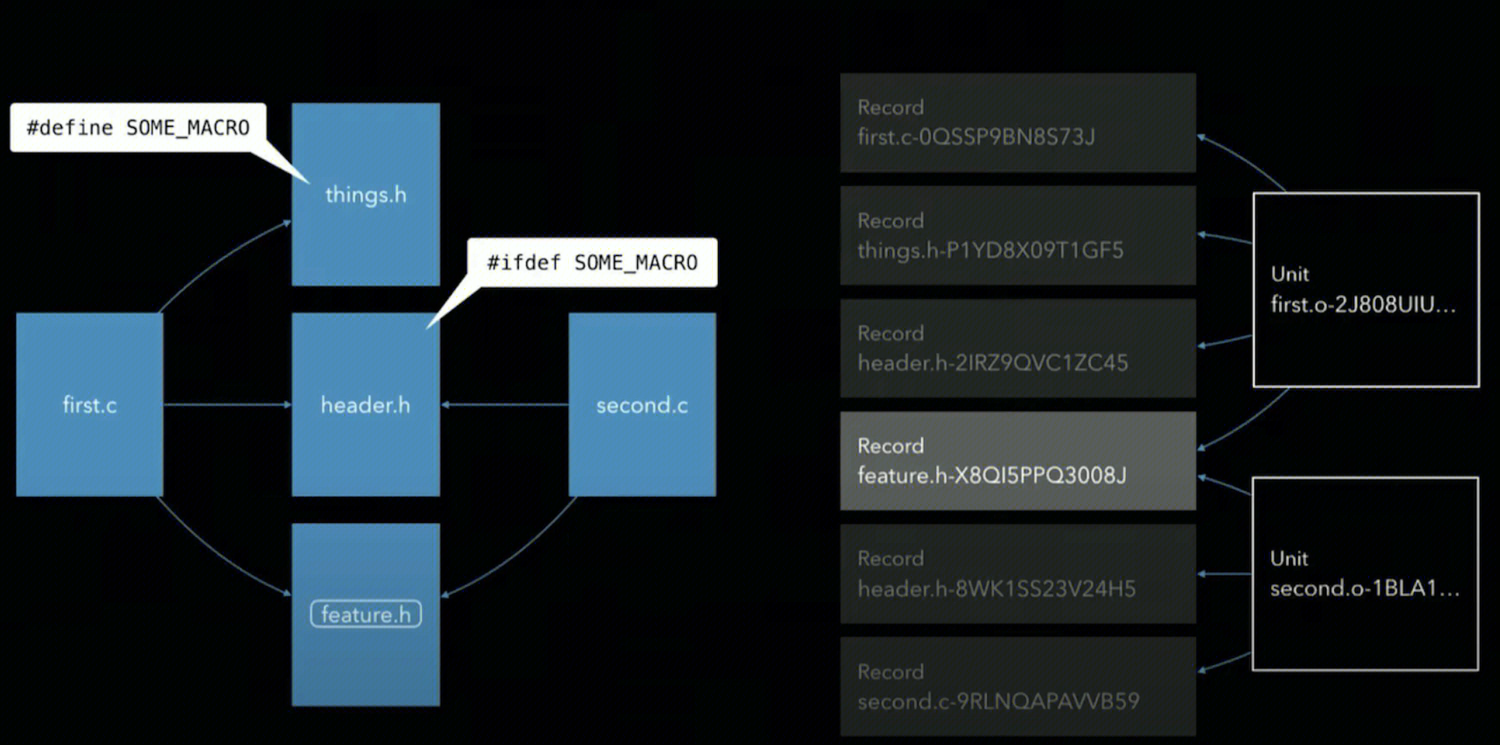 #define SOME_MACRO
things.h
#ifdef SOME_MACRO
first.c
header.h
second.c
feature.h
Record
first.c-0QSSP9BN8S73J
Record
things.h-P1YD8X09T1GF5
Record
header.h-2IRZ9QVC1ZC45
Record
feature.h-X8QI5PPQ3008J
Record
header.h-8WK1SS23V24H5
Record
second.c-9RLNQAPAVVB59
Unit
first.o-2J808UIU...
Unit
second.o-1BLA1...